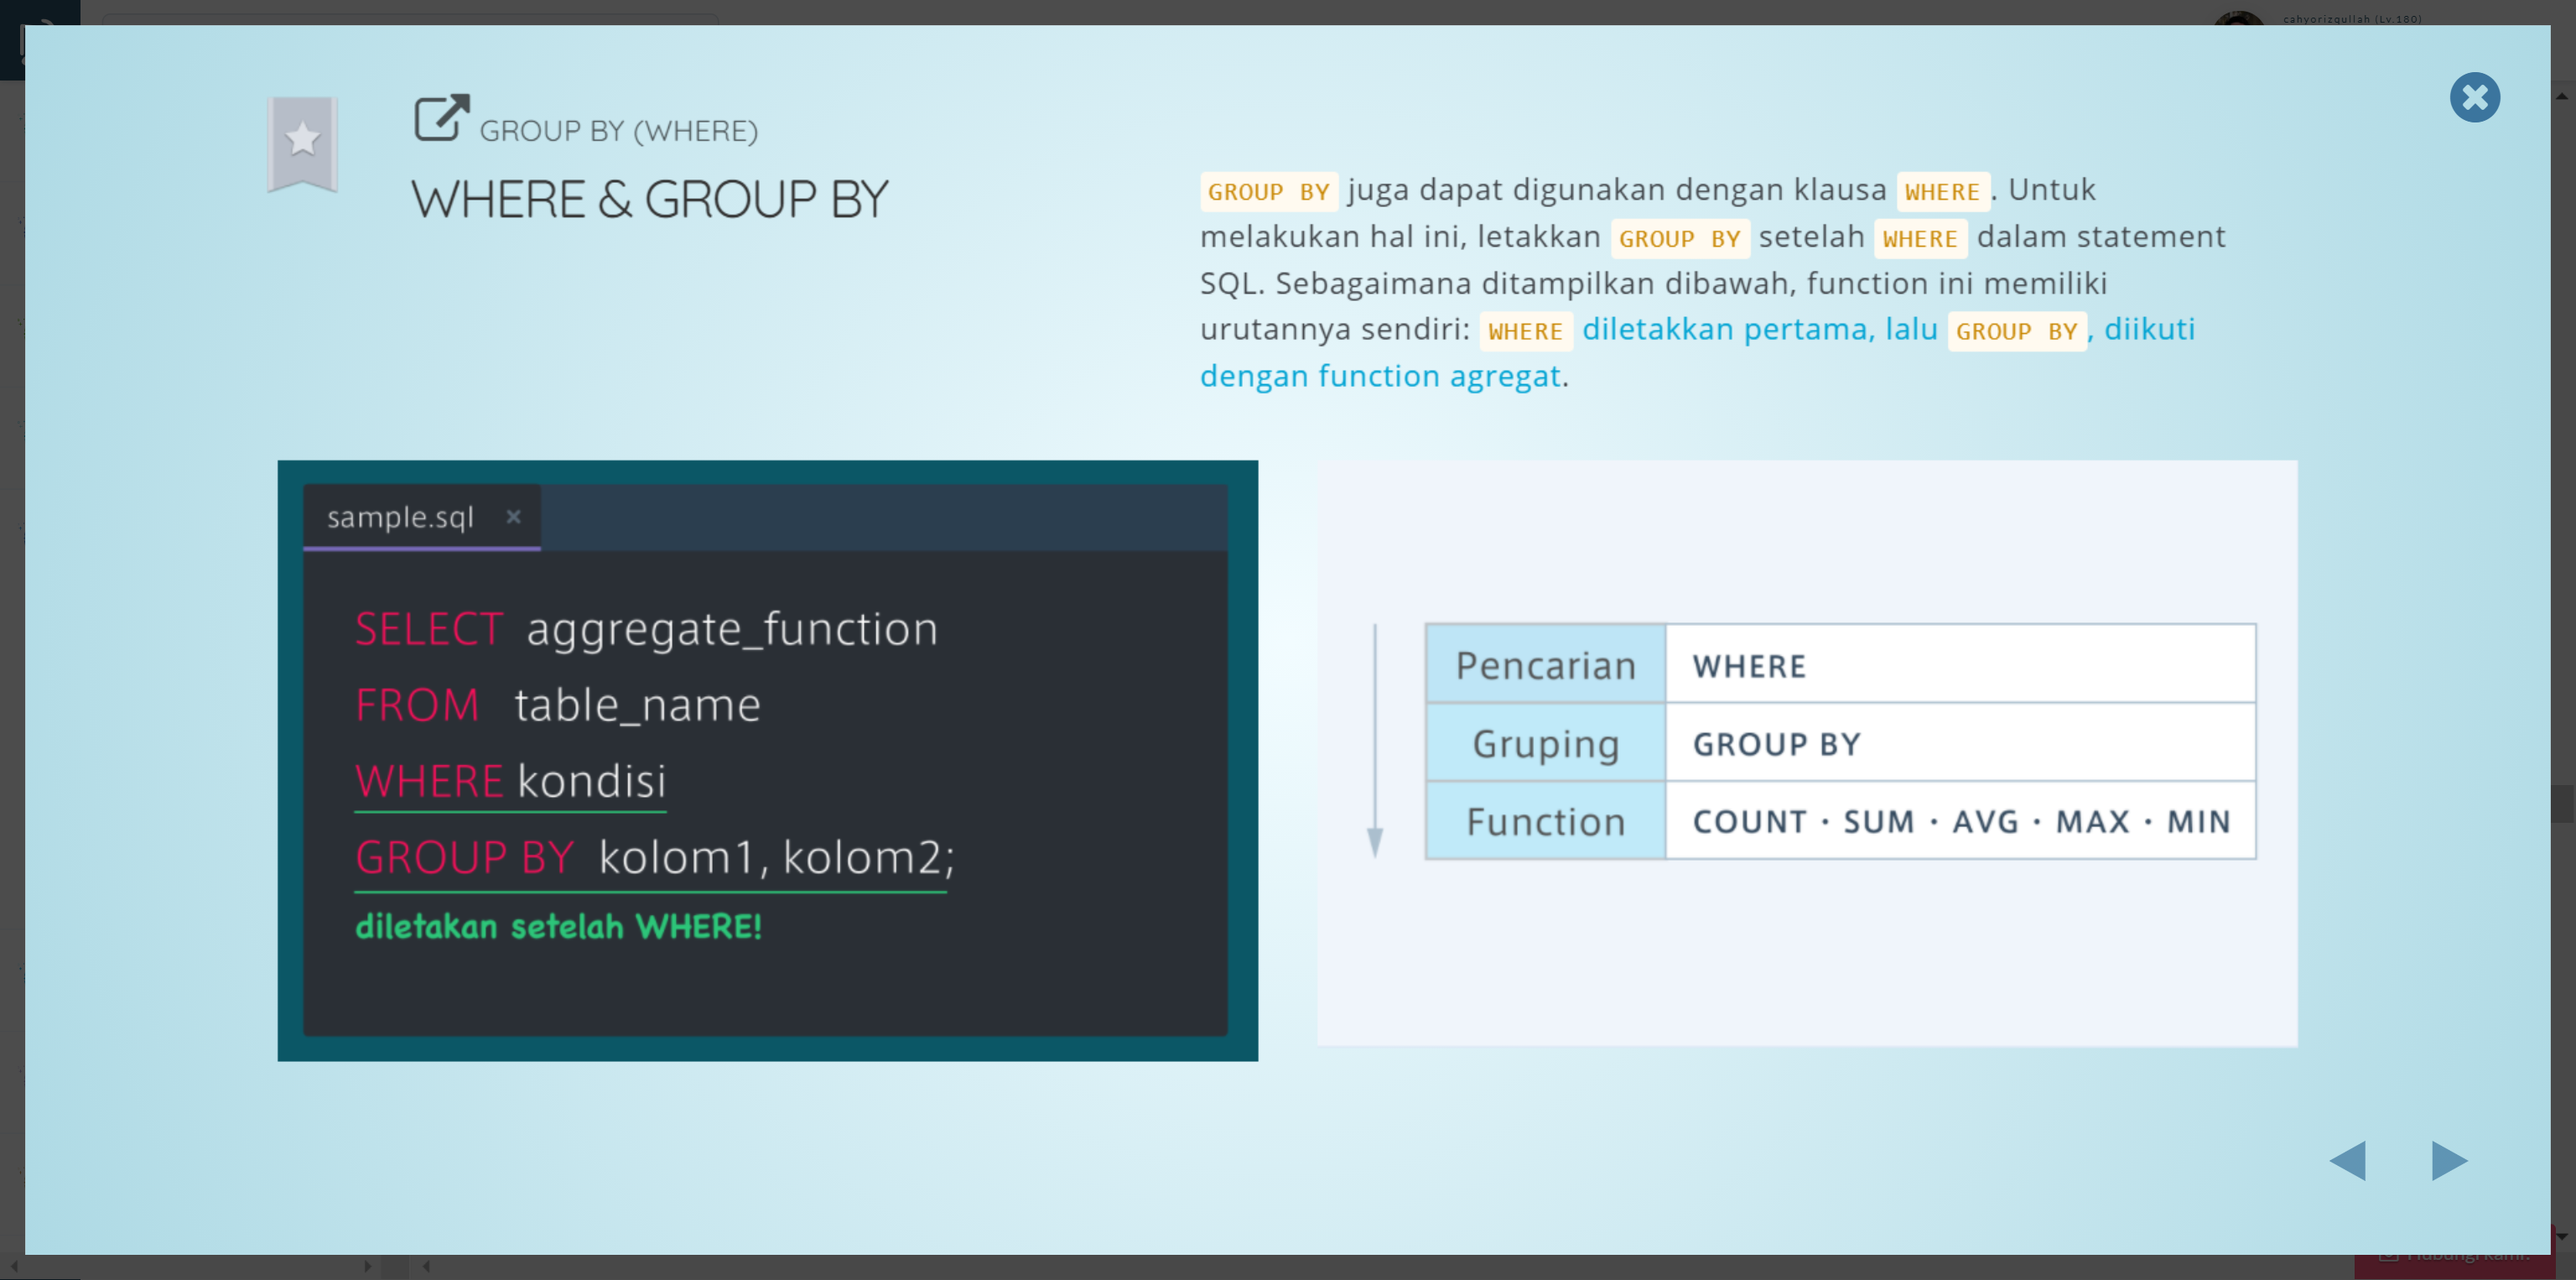 cahyorizqullah (Lv.180)
GROUP BY (WHERE)
WHERE & GROUP BY
GROUP BY juga dapat digunakan dengan klausa WHERE. Untuk
melakukan hal ini, letakkan GROUP BY setelah WHERE dalam statement
SQL. Sebagaimana ditampilkan dibawah, function ini memiliki
urutannya sendiri: WHERE diletakkan pertama, lalu GROUP BY, diikuti
dengan function agregat.
sample.sql ×
SELECT aggregate_function
FROM table_name
WHERE kondisi
GROUP BY kolom1, kolom2;
diletakan setelah WHERE!
Pencarian WHERE
Gruping GROUP BY
Function COUNT · SUM · AVG · MAX · MIN
Hubungi kami!